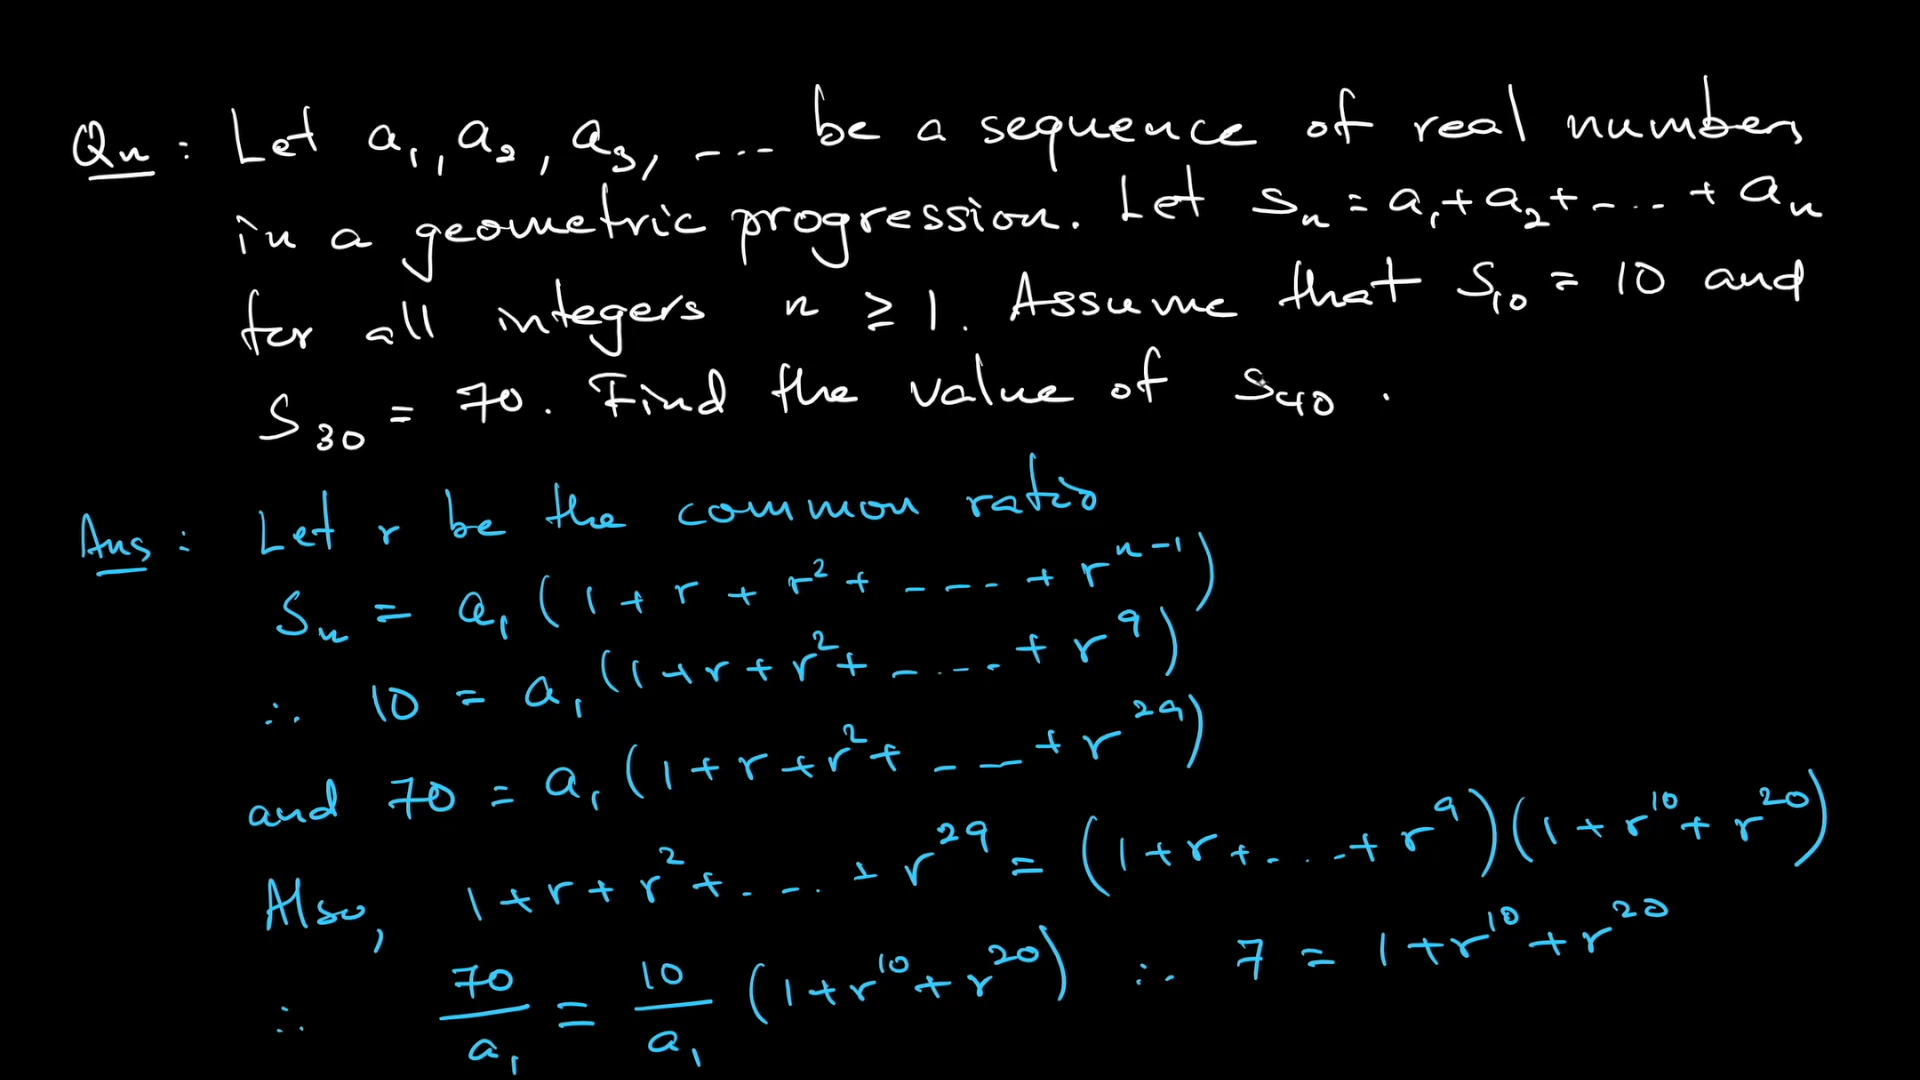 Qn : Let a₁, a₂, a₃, ---- be a sequence of real numbers
in a geometric progression. Let Sₙ = a₁ + a₂ + --- + aₙ
for all integers n ≥ 1. Assume that S₁₀ = 10 and
S₃₀ = 70. Find the value of S₄₀.
Ans : Let r be the common ratio
Sₙ = a₁ (1 + r + r² + ---- + rⁿ⁻¹)
∴ 10 = a₁ (1 + r + r² + ---- + r⁹)
and 70 = a₁ (1 + r + r² + --- + r²⁹)
Also, 1 + r + r² + ---- + r²⁹ = (1 + r + ---- + r⁹)(1 + r¹⁰ + r²⁰)
∴ 70/a₁ = 10/a₁ (1 + r¹⁰ + r²⁰) ∴ 7 = 1 + r¹⁰ + r²⁰